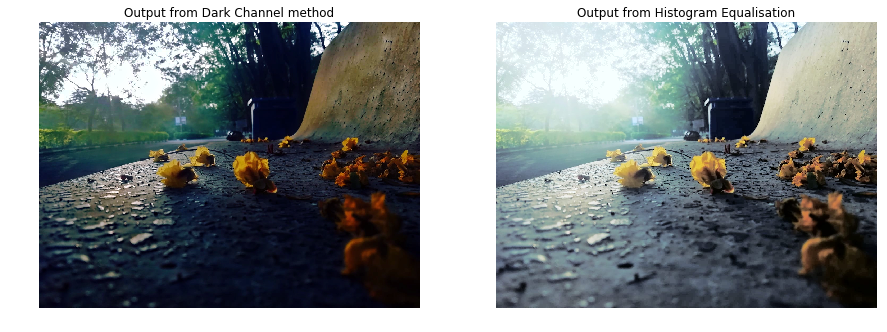 Output from Dark Channel method
Output from Histogram Equalisation